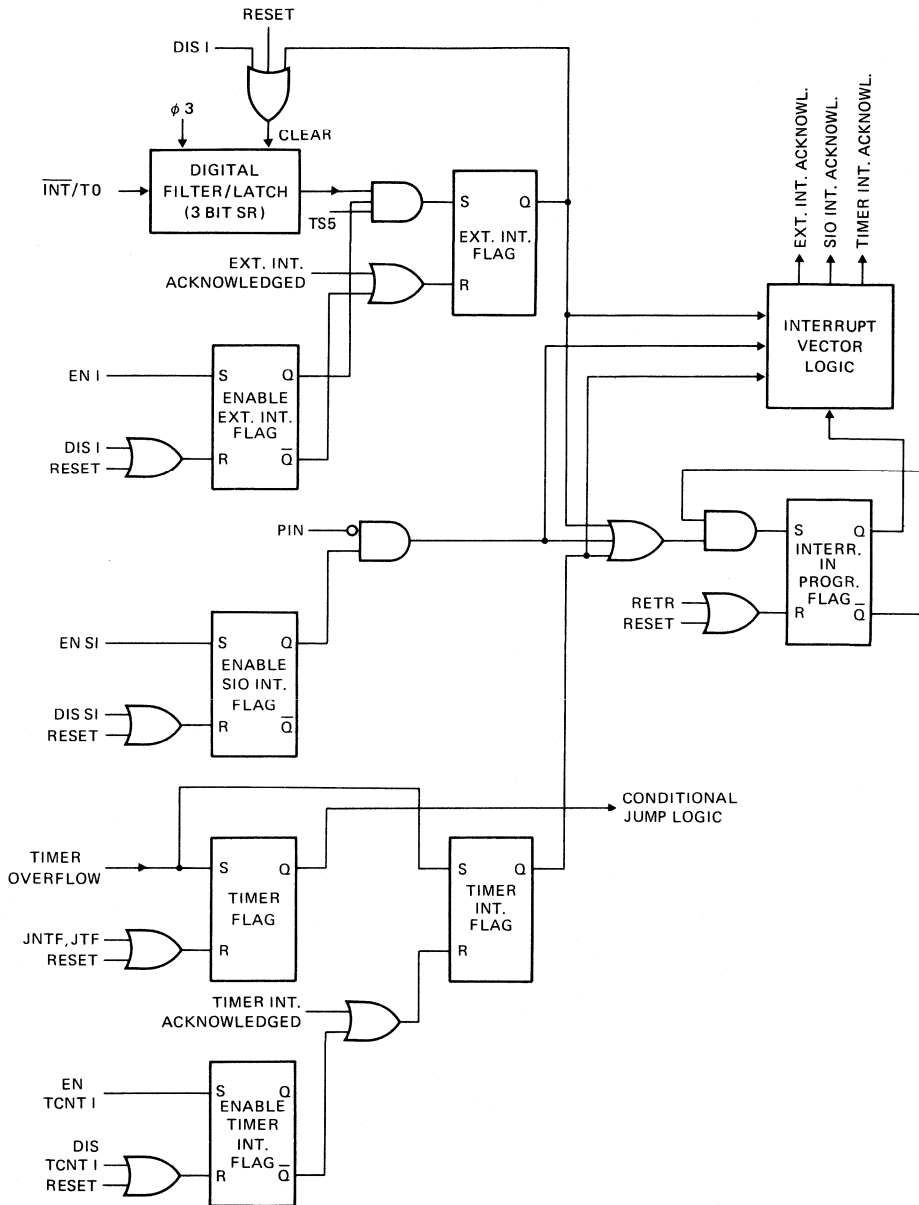 RESET
DIS I
φ 3
CLEAR
INT/T0
DIGITAL
FILTER/LATCH
(3 BIT SR)
TS5
S Q
EXT. INT.
FLAG
R
EXT. INT.
ACKNOWLEDGED
EXT. INT. ACKNOWL.
SIO INT. ACKNOWL.
TIMER INT. ACKNOWL.
INTERRUPT
VECTOR
LOGIC
EN I
S Q
ENABLE
EXT. INT.
FLAG
R Q
DIS I
RESET
PIN
S Q
INTERR.
IN
PROGR.
FLAG
R Q
RETR
RESET
EN SI
S Q
ENABLE
SIO INT.
FLAG
R Q
DIS SI
RESET
CONDITIONAL
JUMP LOGIC
TIMER
OVERFLOW
S Q
TIMER
FLAG
R
JNTF, JTF
RESET
S Q
TIMER
INT.
FLAG
R
TIMER INT.
ACKNOWLEDGED
EN
TCNT I
S Q
ENABLE
TIMER
INT.
FLAG
R Q
DIS
TCNT I
RESET